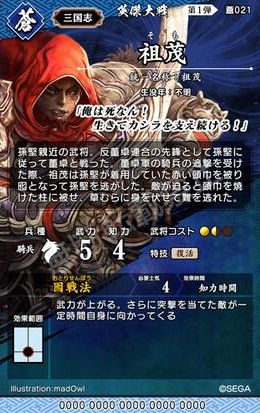 蒼
三国志
英傑大戦
第1弾
蒼021
そも
祖茂
統一名称：祖茂
生没年：不明
「俺は死なん！
生きてカシラを支え続ける！」
孫堅親近の武将。反董卓連合の先鋒として孫堅に
従って董卓と戦った。董卓軍の騎兵の追撃を受け
た際、祖茂は孫堅が着用していた赤い頭巾を被り
囮となって孫堅を逃がした。敵が迫ると頭巾を焼
けた柱に被せ、草むらに身を伏せて難を逃れた。
兵種 武力 知力 武将コスト
騎兵 5 4
特技 復活
おとりせんぽう
囮戦法
必要士気
4
効果時間
知力時間
効果範囲
武力が上がる。さらに突撃を当てた敵が一
定時間自身に向かってくる
Illustration:madOwl
©SEGA
0000-0000-0000-0000-0000